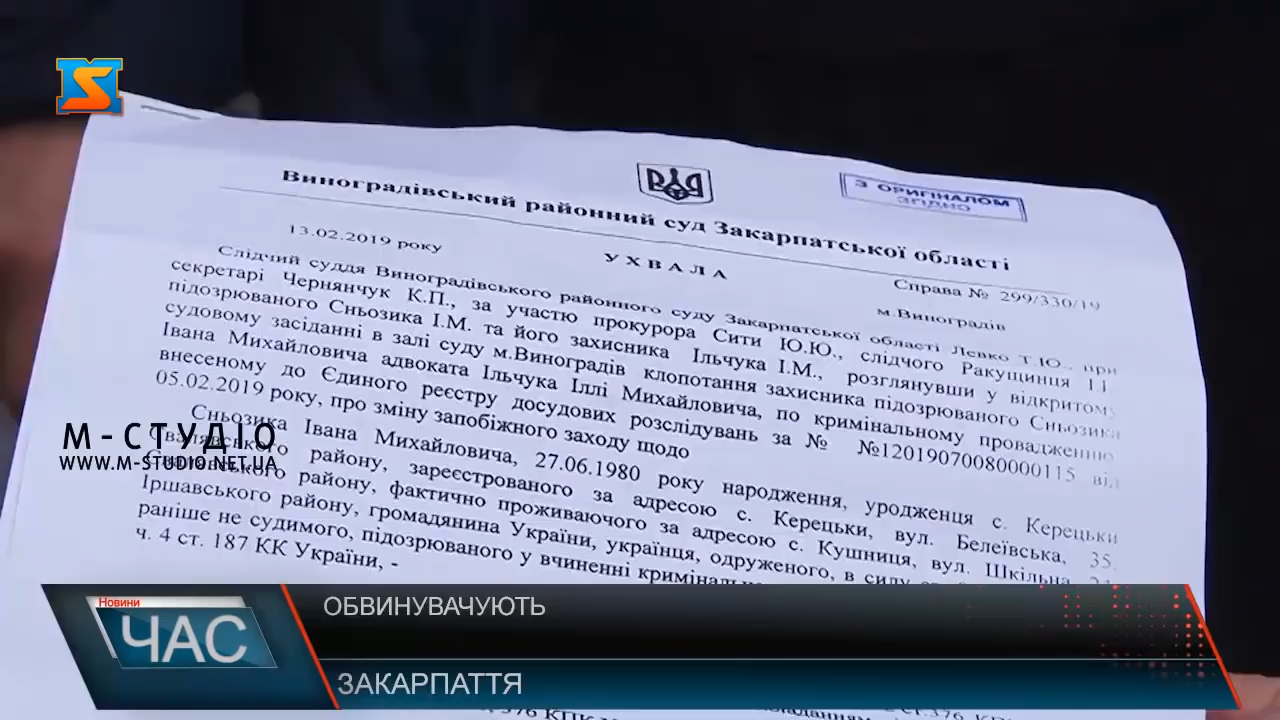 З ОРИГІНАЛОМ
ЗГІДНО
Виноградівський районний суд Закарпатської області
13.02.2019 року
УХВАЛА
Справа № 299/330/19
м.Виноградів
Слідчий суддя Виноградівського районного суду Закарпатської області Левко Т.Ю., при
секретарі Чернянчук К.П., за участю прокурора Сити Ю.Ю., слідчого Ракущинця
підозрюваного Сньозика І.М. та його захисника Ільчука І.М., розглянувши у відкритому
судовому засіданні в залі суду м.Виноградів клопотання захисника підозрюваного Сньозика
Івана Михайловича адвоката Ільчука Іллі Михайловича, по кримінальному провадженню
внесеному до Єдиного реєстру досудових розслідувань за № №12019070080000115 від
05.02.2019 року, про зміну запобіжного заходу щодо
Сньозика Івана Михайловича, 27.06.1980 року народження, уродженця с. Керецьки
Свалявського району, зареєстрованого за адресою с. Керецьки, вул. Белеївська, 35.
району, фактично проживаючого за адресою с. Кушниця, вул. Шкільна,
Іршавського району, громадянина України, українця, одруженого, в силу
раніше не судимого, підозрюваного у вчиненні
ч. 4 ст. 187 КК України, -
М-СТУДІО
WWW.M-STUDIO.NET.UA
Новини
ЧАС
ОБВИНУВАЧУЮТЬ
ЗАКАРПАТТЯ